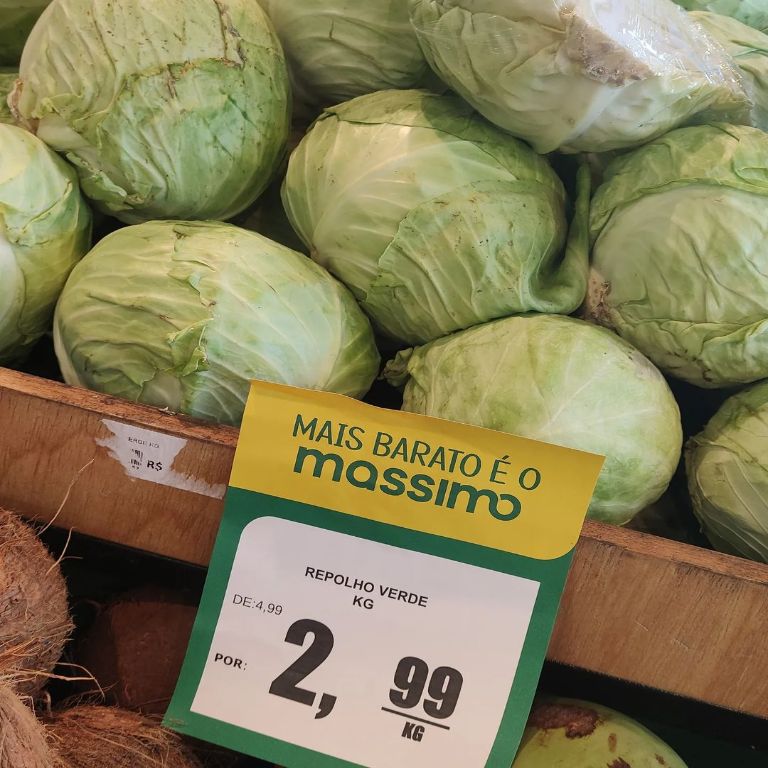 MAIS BARATO É O
massimo
REPOLHO VERDE
KG
DE:4,99
POR: 2,99
KG
R$